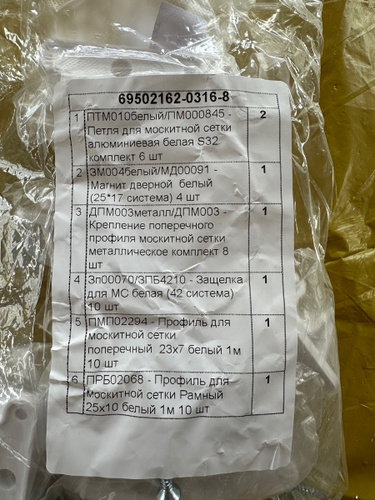 69502162-0316-8
1 ПТМ010белый/ПМ000845 - 2
Петля для москитной сетки
алюминиевая белая S32
комплект 6 шт
2 ЗМ004белый/МД00091 - 1
Магнит дверной белый
(25*17 система) 4 шт
3 ДПМ003металл/ДПМ003 - 1
Крепление поперечного
профиля москитной сетки
металлическое комплект 8
шт
4 Зп00070/ЗПБ4210 - Защелка 1
для МС белая (42 система)
10 шт
5 ПМП02294 - Профиль для 1
москитной сетки
поперечный 23х7 белый 1м
10 шт
6 ПРБ02068 - Профиль для 1
москитной сетки Рамный
25х10 белый 1м 10 шт